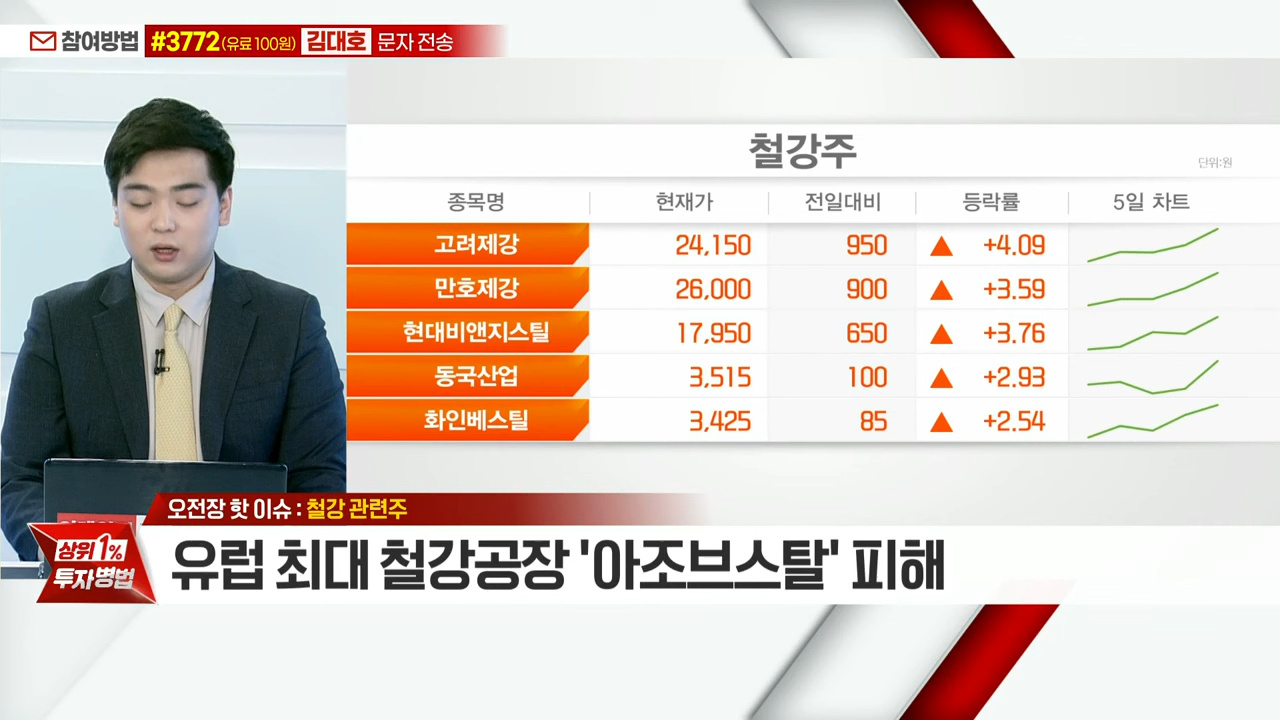 참여방법 #3772(유료 100원) 김대호 문자 전송
철강주
단위:원
종목명 현재가 전일대비 등락률 5일 차트
고려제강 24,150 950 ▲ +4.09
만호제강 26,000 900 ▲ +3.59
현대비앤지스틸 17,950 650 ▲ +3.76
동국산업 3,515 100 ▲ +2.93
화인베스틸 3,425 85 ▲ +2.54
오전장 핫 이슈 : 철강 관련주
상위 1%
투자병법
유럽 최대 철강공장 '아조브스탈' 피해